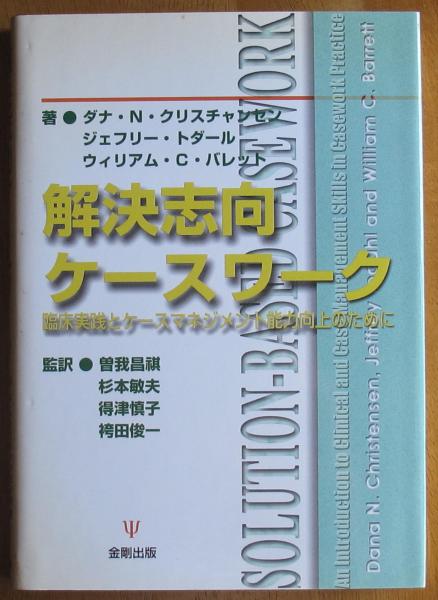 著●ダナ・N・クリスチャンセン
ジェフリー・トダール
ウィリアム・C・バレット
解決志向
ケースワーク
臨床実践とケースマネジメント能力向上のために
監訳●曽我昌祺
杉本敏夫
得津慎子
袴田俊一
金剛出版
SOLUTION-BASED CASEWORK
An Introduction to Clinical and Case Management Skills in Casework Practice
Dana N. Christensen, Jeffrey Todahl and William C. Barrett